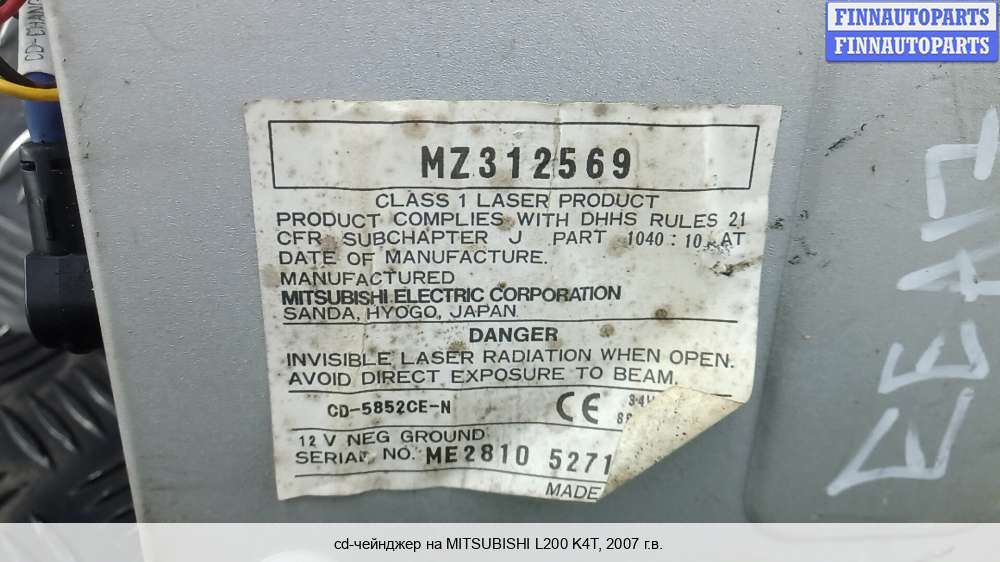 CD-CHANG
FINNAUTOPARTS
FINNAUTOPARTS
MZ312569
CLASS 1 LASER PRODUCT
PRODUCT COMPLIES WITH DHHS RULES 21
CFR SUBCHAPTER J PART 1040:10 AT
DATE OF MANUFACTURE.
MANUFACTURED
MITSUBISHI ELECTRIC CORPORATION
SANDA, HYOGO, JAPAN
DANGER
INVISIBLE LASER RADIATION WHEN OPEN.
AVOID DIRECT EXPOSURE TO BEAM.
CD-5852CE-N CE
12 V NEG GROUND
SERIAL NO. ME2810 5271
MADE
cd-чейнджер на MITSUBISHI L200 K4T, 2007 г.в.